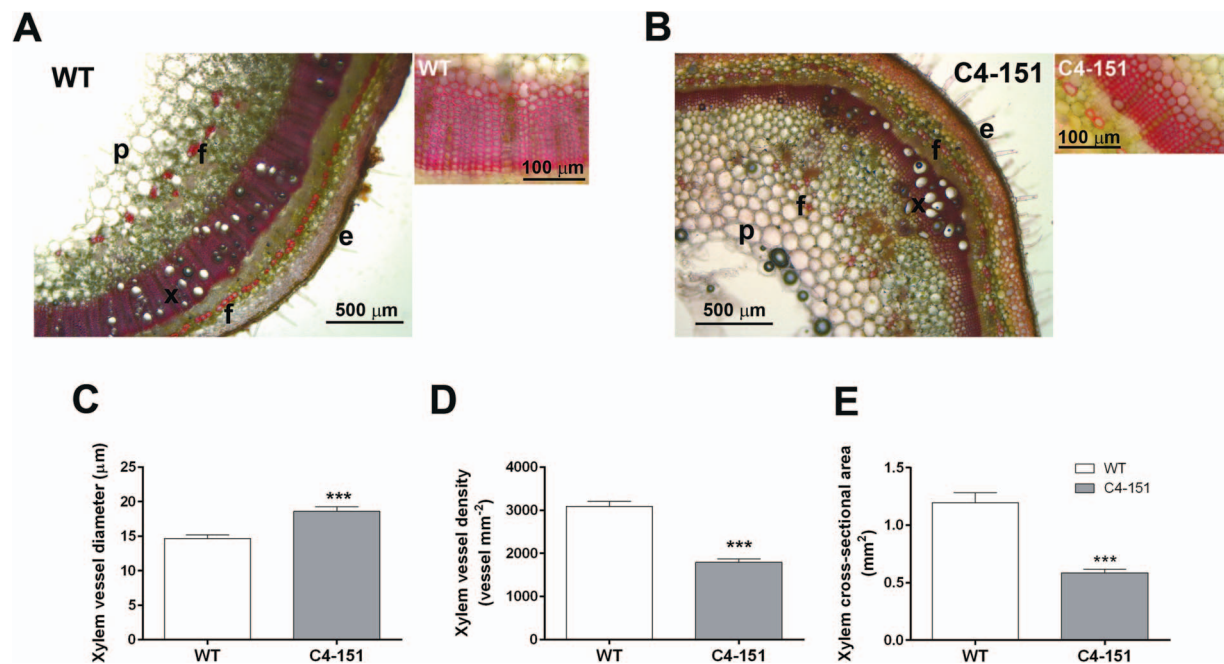 A
WT
p
f
x
f
e
500 μm
WT
100 μm
B
C4-151
e
f
x
f
p
500 μm
C4-151
100 μm
C
Xylem vessel diameter (μm)
25
20
15
10
5
0
***
WT
C4-151
D
Xylem vessel density
(vessel mm-2)
4000
3000
2000
1000
0
***
WT
C4-151
E
Xylem cross-sectional area
(mm2)
1.5
1.0
0.5
0.0
***
WT
C4-151
WT
C4-151